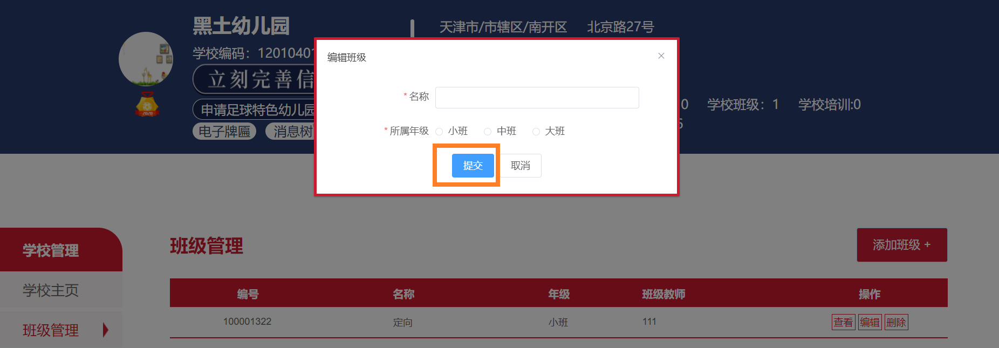 黑土幼儿园
天津市/市辖区/南开区 北京路27号
学校编码：1201040
立刻完善信
申请足球特色幼儿园
电子牌匾 消息树
2020
0 学校班级：1 学校培训:0
编辑班级
* 名称
* 所属年级 小班 中班 大班
提交 取消
学校管理
学校主页
班级管理
班级管理
添加班级 +
编号 名称 年级 班级教师 操作
100001322 定向 小班 111 查看 编辑 删除